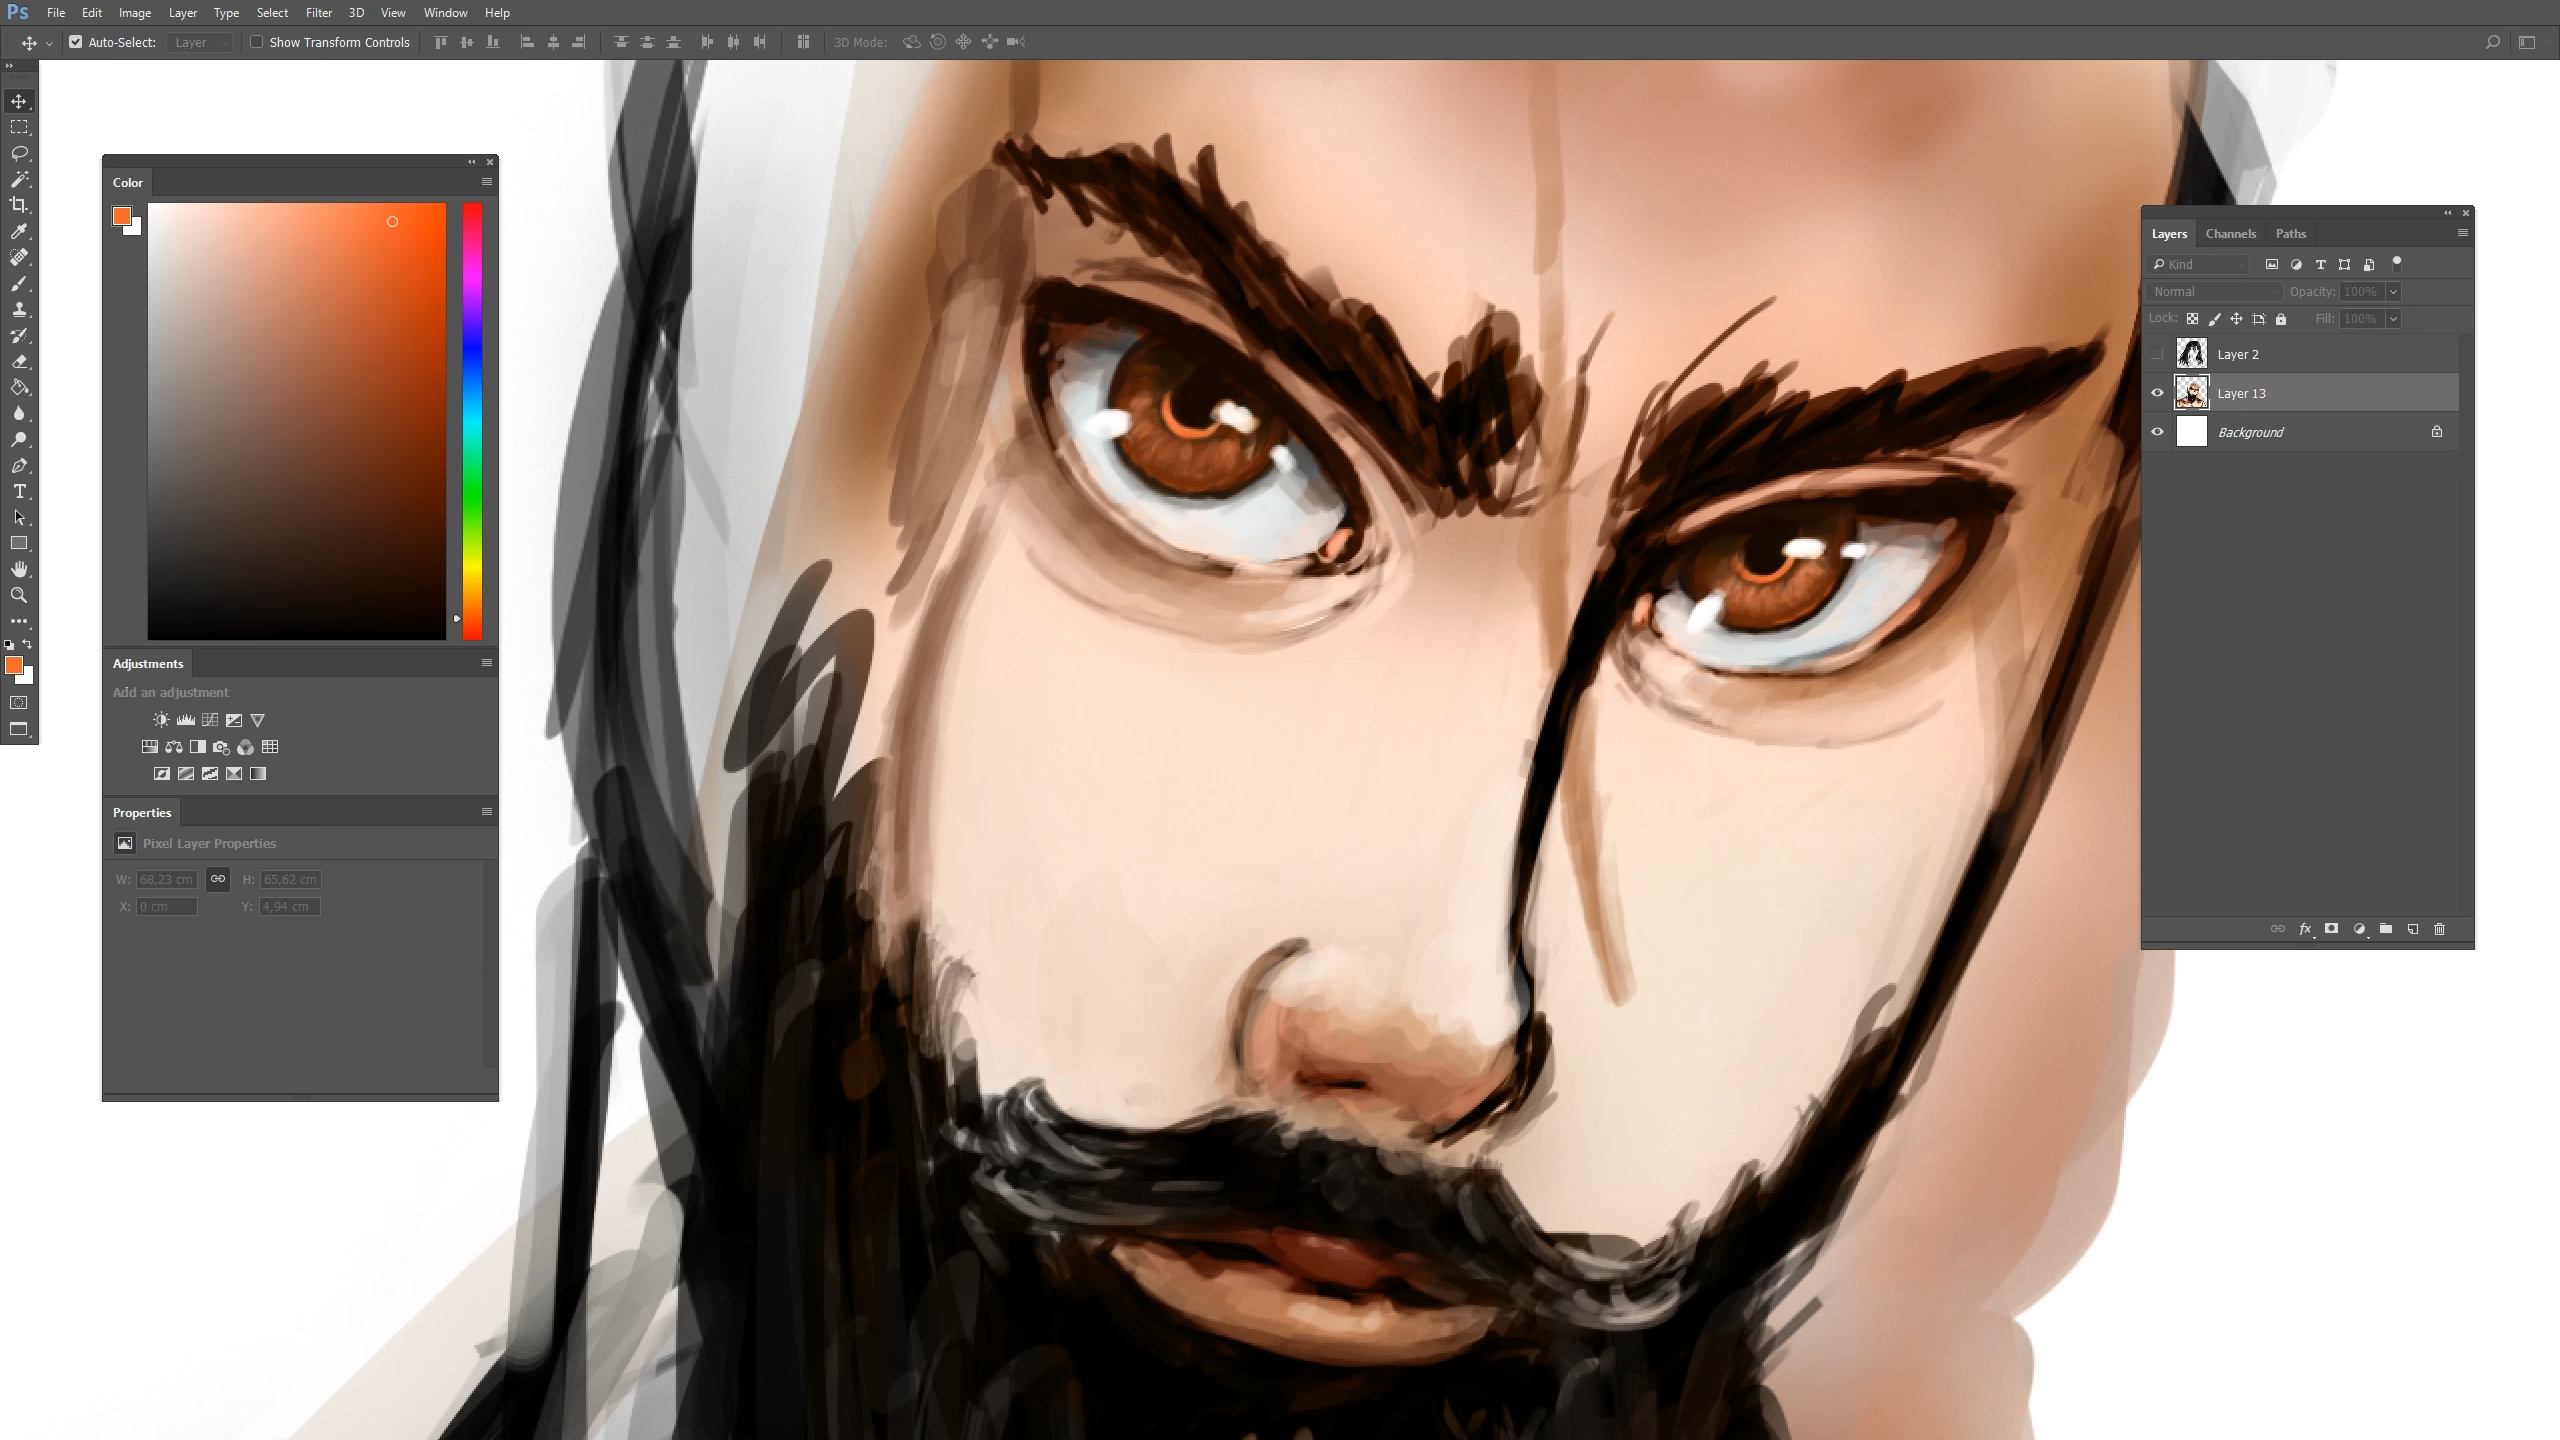 Ps File Edit Image Layer Type Select Filter 3D View Window Help
Auto-Select: Layer Show Transform Controls 3D Mode:
Color
Adjustments
Add an adjustment
Properties
Pixel Layer Properties
W: 68,23 cm H: 65,62 cm
X: 0 cm Y: 4,94 cm
Layers Channels Paths
Kind
Normal Opacity: 100%
Lock: Fill: 100%
Layer 2
Layer 13
Background
fx